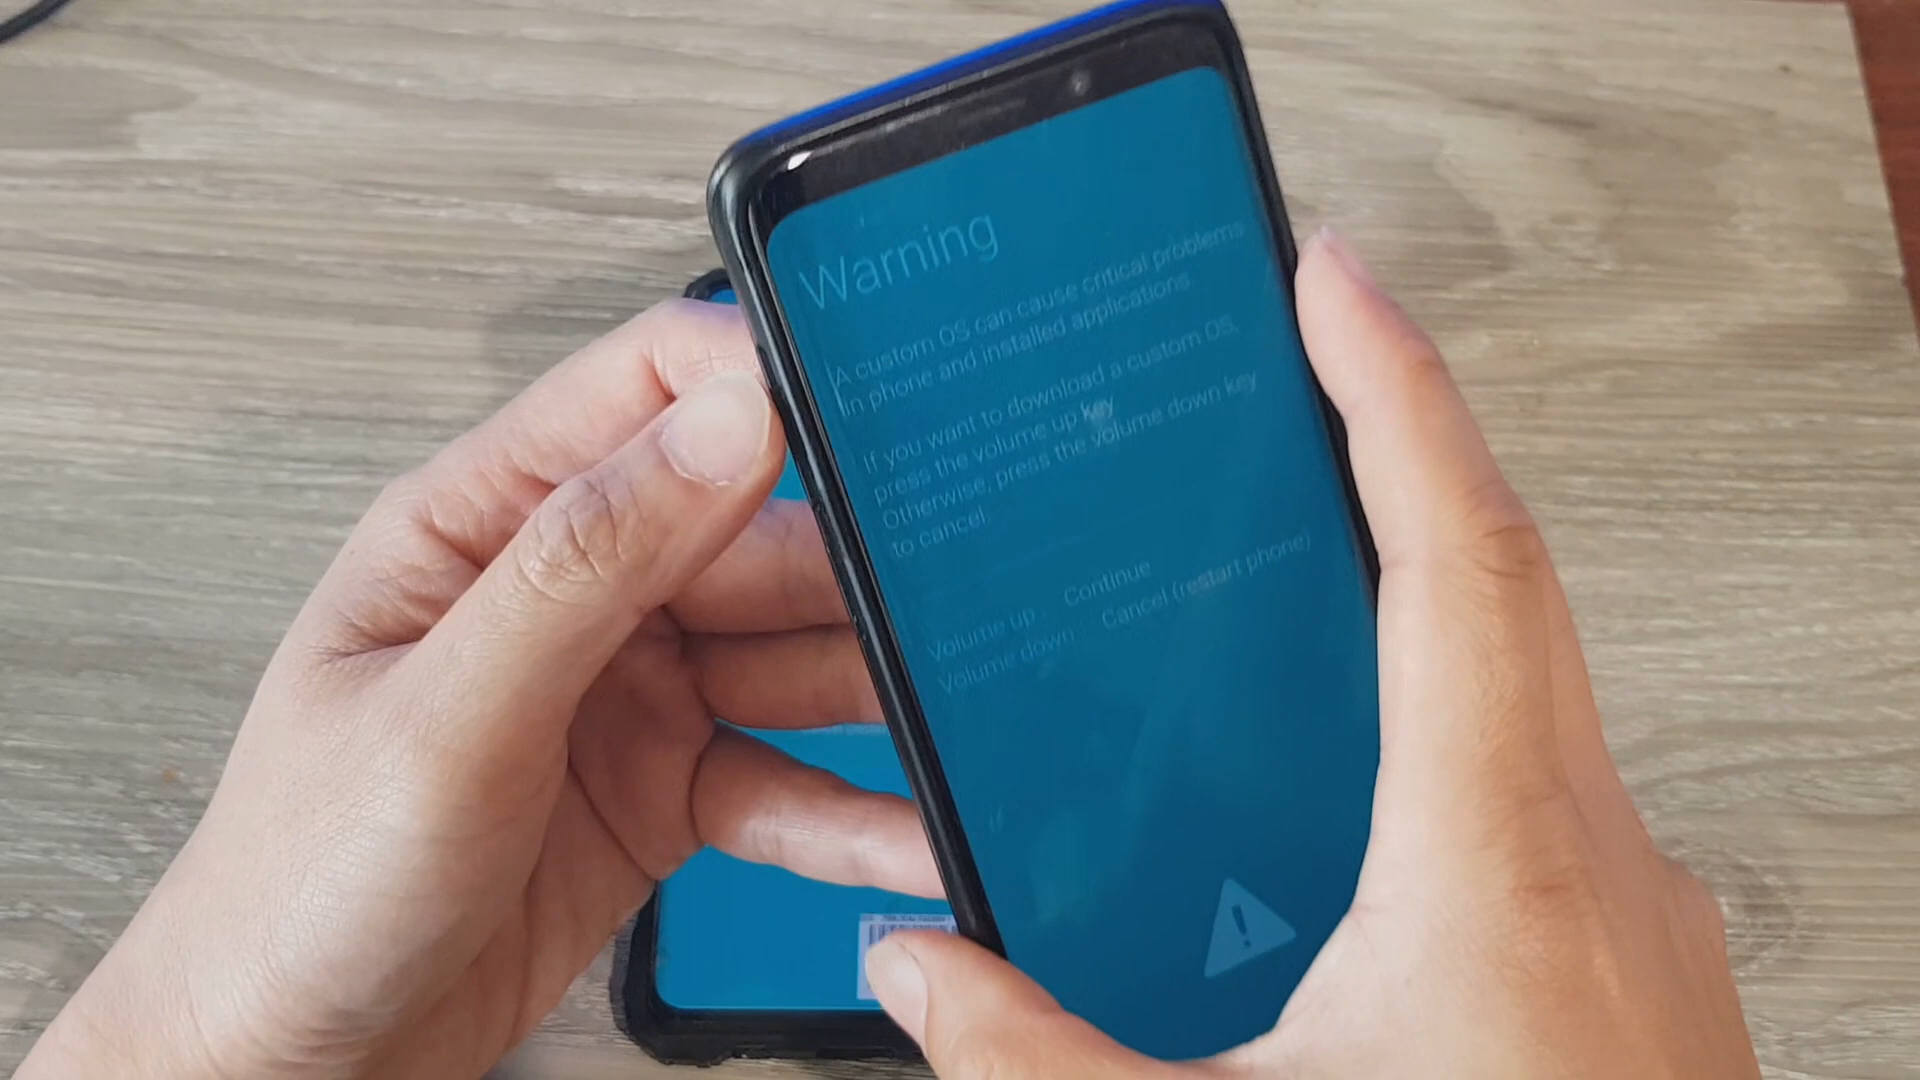 Warning
A custom OS can cause critical problems
in phone and installed applications.
If you want to download a custom OS,
press the volume up key
Otherwise, press the volume down key
to cancel.
Volume up Continue
Volume down Cancel (restart phone)